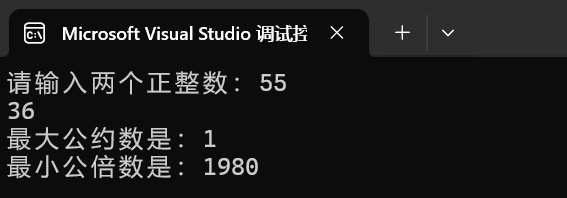 Microsoft Visual Studio 调试控
请输入两个正整数：55
36
最大公约数是：1
最小公倍数是：1980